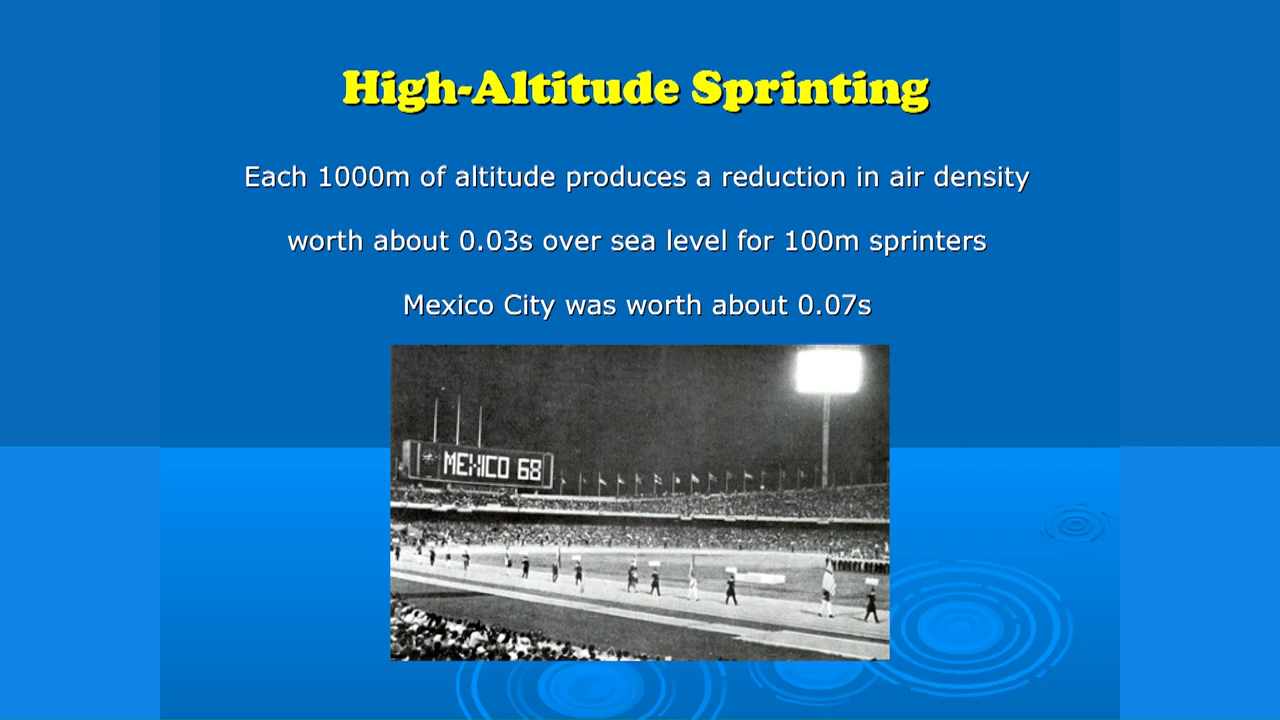 High-Altitude Sprinting
Each 1000m of altitude produces a reduction in air density
worth about 0.03s over sea level for 100m sprinters
Mexico City was worth about 0.07s
MEXICO 68